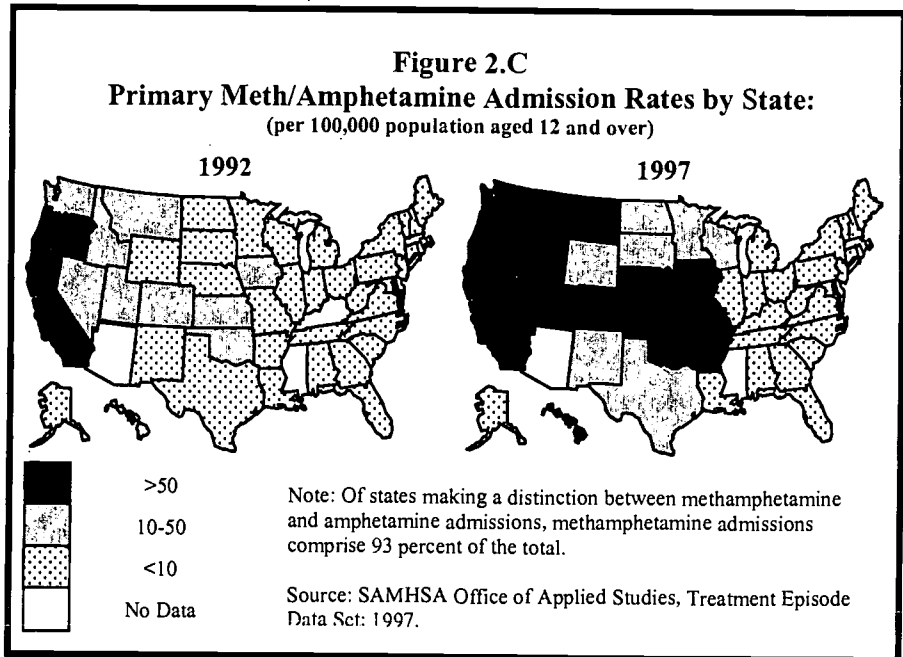 Figure 2.C
Primary Meth/Amphetamine Admission Rates by State:
(per 100,000 population aged 12 and over)
1992
1997
>50
10-50
<10
No Data
Note: Of states making a distinction between methamphetamine
and amphetamine admissions, methamphetamine admissions
comprise 93 percent of the total.
Source: SAMHSA Office of Applied Studies, Treatment Episode
Data Set: 1997.